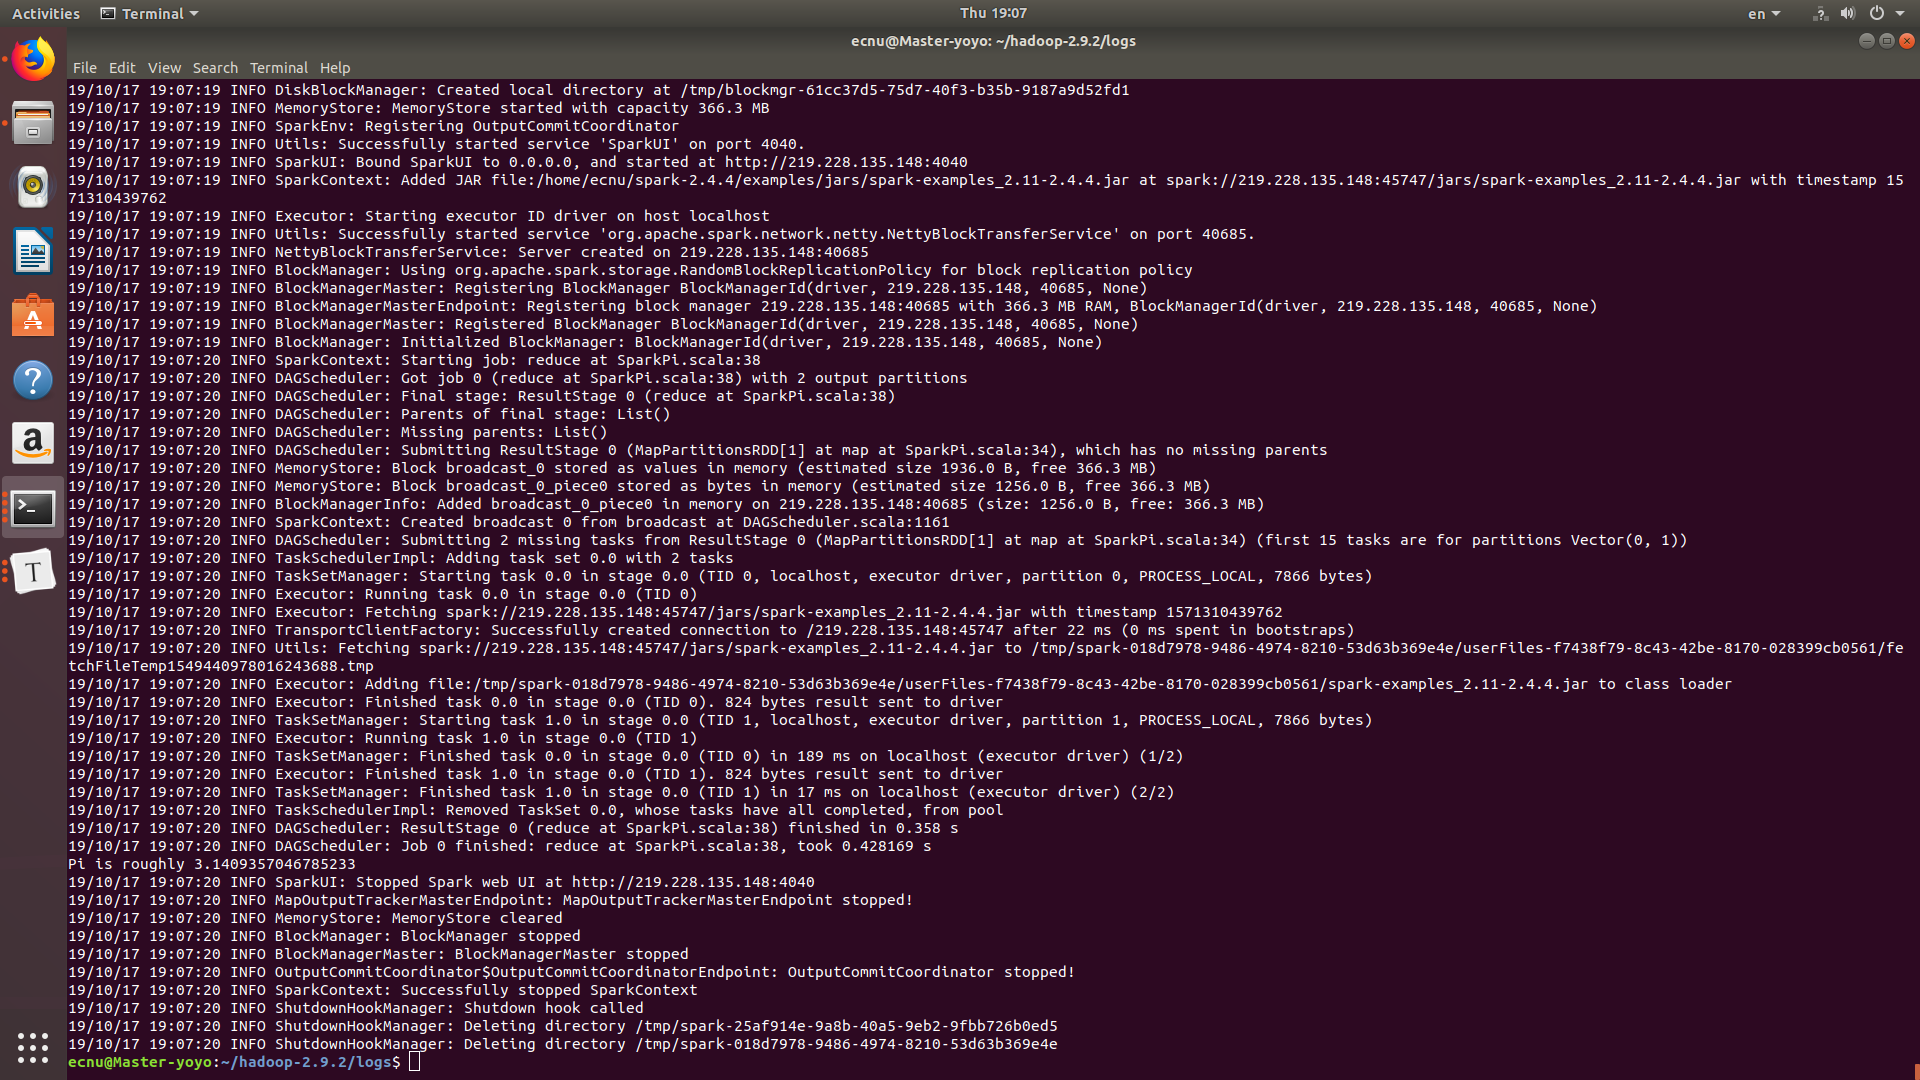 Activities Terminal Thu 19:07 en
ecnu@Master-yoyo: ~/hadoop-2.9.2/logs
File Edit View Search Terminal Help
19/10/17 19:07:19 INFO DiskBlockManager: Created local directory at /tmp/blockmgr-61cc37d5-75d7-40f3-b35b-9187a9d52fd1
19/10/17 19:07:19 INFO MemoryStore: MemoryStore started with capacity 366.3 MB
19/10/17 19:07:19 INFO SparkEnv: Registering OutputCommitCoordinator
19/10/17 19:07:19 INFO Utils: Successfully started service 'SparkUI' on port 4040.
19/10/17 19:07:19 INFO SparkUI: Bound SparkUI to 0.0.0.0, and started at http://219.228.135.148:4040
19/10/17 19:07:19 INFO SparkContext: Added JAR file:/home/ecnu/spark-2.4.4/examples/jars/spark-examples_2.11-2.4.4.jar at spark://219.228.135.148:45747/jars/spark-examples_2.11-2.4.4.jar with timestamp 15
71310439762
19/10/17 19:07:19 INFO Executor: Starting executor ID driver on host localhost
19/10/17 19:07:19 INFO Utils: Successfully started service 'org.apache.spark.network.netty.NettyBlockTransferService' on port 40685.
19/10/17 19:07:19 INFO NettyBlockTransferService: Server created on 219.228.135.148:40685
19/10/17 19:07:19 INFO BlockManager: Using org.apache.spark.storage.RandomBlockReplicationPolicy for block replication policy
19/10/17 19:07:19 INFO BlockManagerMaster: Registering BlockManager BlockManagerId(driver, 219.228.135.148, 40685, None)
19/10/17 19:07:19 INFO BlockManagerMasterEndpoint: Registering block manager 219.228.135.148:40685 with 366.3 MB RAM, BlockManagerId(driver, 219.228.135.148, 40685, None)
19/10/17 19:07:19 INFO BlockManagerMaster: Registered BlockManager BlockManagerId(driver, 219.228.135.148, 40685, None)
19/10/17 19:07:19 INFO BlockManager: Initialized BlockManager: BlockManagerId(driver, 219.228.135.148, 40685, None)
19/10/17 19:07:20 INFO SparkContext: Starting job: reduce at SparkPi.scala:38
19/10/17 19:07:20 INFO DAGScheduler: Got job 0 (reduce at SparkPi.scala:38) with 2 output partitions
19/10/17 19:07:20 INFO DAGScheduler: Final stage: ResultStage 0 (reduce at SparkPi.scala:38)
19/10/17 19:07:20 INFO DAGScheduler: Parents of final stage: List()
19/10/17 19:07:20 INFO DAGScheduler: Missing parents: List()
19/10/17 19:07:20 INFO DAGScheduler: Submitting ResultStage 0 (MapPartitionsRDD[1] at map at SparkPi.scala:34), which has no missing parents
19/10/17 19:07:20 INFO MemoryStore: Block broadcast_0 stored as values in memory (estimated size 1936.0 B, free 366.3 MB)
19/10/17 19:07:20 INFO MemoryStore: Block broadcast_0_piece0 stored as bytes in memory (estimated size 1256.0 B, free 366.3 MB)
19/10/17 19:07:20 INFO BlockManagerInfo: Added broadcast_0_piece0 in memory on 219.228.135.148:40685 (size: 1256.0 B, free: 366.3 MB)
19/10/17 19:07:20 INFO SparkContext: Created broadcast 0 from broadcast at DAGScheduler.scala:1161
19/10/17 19:07:20 INFO DAGScheduler: Submitting 2 missing tasks from ResultStage 0 (MapPartitionsRDD[1] at map at SparkPi.scala:34) (first 15 tasks are for partitions Vector(0, 1))
19/10/17 19:07:20 INFO TaskSchedulerImpl: Adding task set 0.0 with 2 tasks
19/10/17 19:07:20 INFO TaskSetManager: Starting task 0.0 in stage 0.0 (TID 0, localhost, executor driver, partition 0, PROCESS_LOCAL, 7866 bytes)
19/10/17 19:07:20 INFO Executor: Running task 0.0 in stage 0.0 (TID 0)
19/10/17 19:07:20 INFO Executor: Fetching spark://219.228.135.148:45747/jars/spark-examples_2.11-2.4.4.jar with timestamp 1571310439762
19/10/17 19:07:20 INFO TransportClientFactory: Successfully created connection to /219.228.135.148:45747 after 22 ms (0 ms spent in bootstraps)
19/10/17 19:07:20 INFO Utils: Fetching spark://219.228.135.148:45747/jars/spark-examples_2.11-2.4.4.jar to /tmp/spark-018d7978-9486-4974-8210-53d63b369e4e/userFiles-f7438f79-8c43-42be-8170-028399cb0561/fe
tchFileTemp1549440978016243688.tmp
19/10/17 19:07:20 INFO Executor: Adding file:/tmp/spark-018d7978-9486-4974-8210-53d63b369e4e/userFiles-f7438f79-8c43-42be-8170-028399cb0561/spark-examples_2.11-2.4.4.jar to class loader
19/10/17 19:07:20 INFO Executor: Finished task 0.0 in stage 0.0 (TID 0). 824 bytes result sent to driver
19/10/17 19:07:20 INFO TaskSetManager: Starting task 1.0 in stage 0.0 (TID 1, localhost, executor driver, partition 1, PROCESS_LOCAL, 7866 bytes)
19/10/17 19:07:20 INFO Executor: Running task 1.0 in stage 0.0 (TID 1)
19/10/17 19:07:20 INFO TaskSetManager: Finished task 0.0 in stage 0.0 (TID 0) in 189 ms on localhost (executor driver) (1/2)
19/10/17 19:07:20 INFO Executor: Finished task 1.0 in stage 0.0 (TID 1). 824 bytes result sent to driver
19/10/17 19:07:20 INFO TaskSetManager: Finished task 1.0 in stage 0.0 (TID 1) in 17 ms on localhost (executor driver) (2/2)
19/10/17 19:07:20 INFO TaskSchedulerImpl: Removed TaskSet 0.0, whose tasks have all completed, from pool
19/10/17 19:07:20 INFO DAGScheduler: ResultStage 0 (reduce at SparkPi.scala:38) finished in 0.358 s
19/10/17 19:07:20 INFO DAGScheduler: Job 0 finished: reduce at SparkPi.scala:38, took 0.428169 s
Pi is roughly 3.1409357046785233
19/10/17 19:07:20 INFO SparkUI: Stopped Spark web UI at http://219.228.135.148:4040
19/10/17 19:07:20 INFO MapOutputTrackerMasterEndpoint: MapOutputTrackerMasterEndpoint stopped!
19/10/17 19:07:20 INFO MemoryStore: MemoryStore cleared
19/10/17 19:07:20 INFO BlockManager: BlockManager stopped
19/10/17 19:07:20 INFO BlockManagerMaster: BlockManagerMaster stopped
19/10/17 19:07:20 INFO OutputCommitCoordinator$OutputCommitCoordinatorEndpoint: OutputCommitCoordinator stopped!
19/10/17 19:07:20 INFO SparkContext: Successfully stopped SparkContext
19/10/17 19:07:20 INFO ShutdownHookManager: Shutdown hook called
19/10/17 19:07:20 INFO ShutdownHookManager: Deleting directory /tmp/spark-25af914e-9a8b-40a5-9eb2-9fbb726b0ed5
19/10/17 19:07:20 INFO ShutdownHookManager: Deleting directory /tmp/spark-018d7978-9486-4974-8210-53d63b369e4e
ecnu@Master-yoyo:~/hadoop-2.9.2/logs$